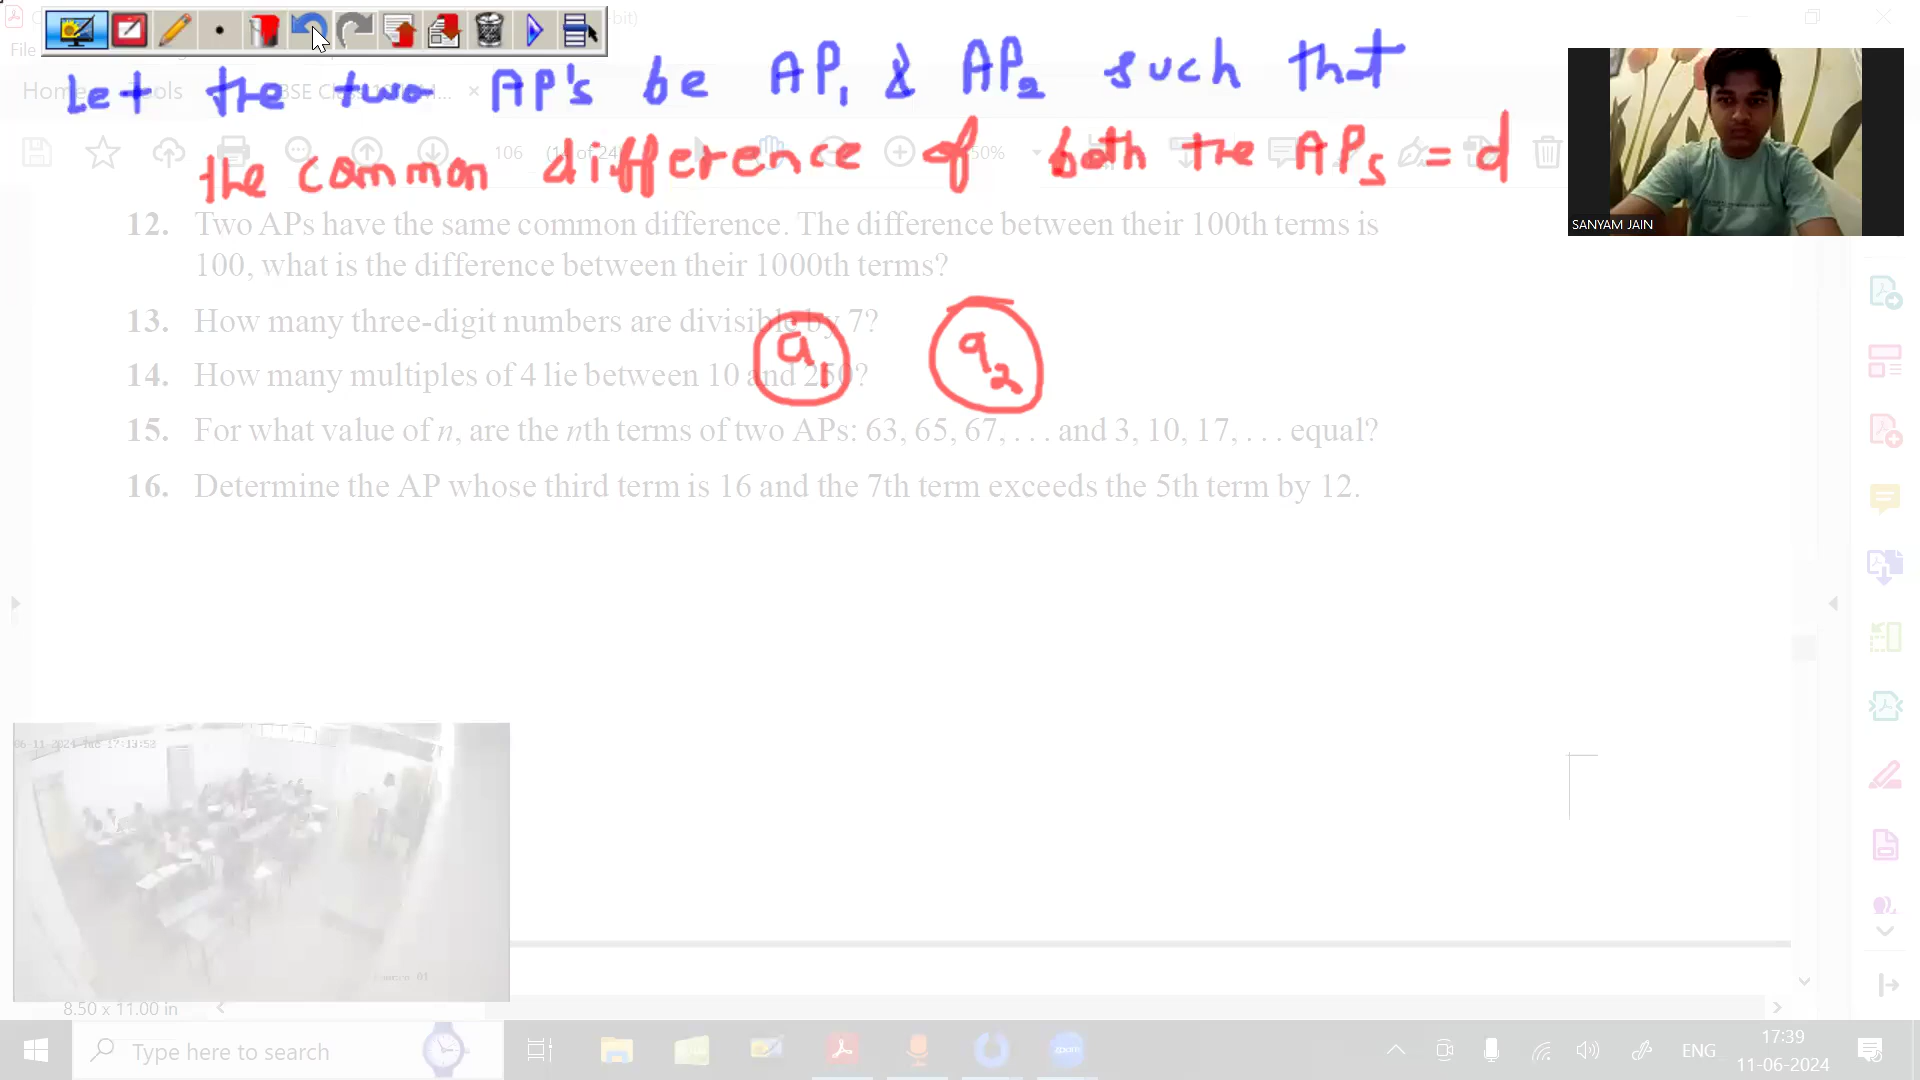 Let the two AP's be AP1 & AP2 such that
the common difference of both the APs = d
106
12. Two APs have the same common difference. The difference between their 100th terms is
100, what is the difference between their 1000th terms?
13. How many three-digit numbers are divisible by 7?
a1 a2
14. How many multiples of 4 lie between 10 and 250?
15. For what value of n, are the nth terms of two APs: 63, 65, 67, . . . and 3, 10, 17, . . . equal?
16. Determine the AP whose third term is 16 and the 7th term exceeds the 5th term by 12.
SANYAM JAIN
File
8.50 x 11.00 in
Type here to search
zoom
ENG
17:39
11-06-2024